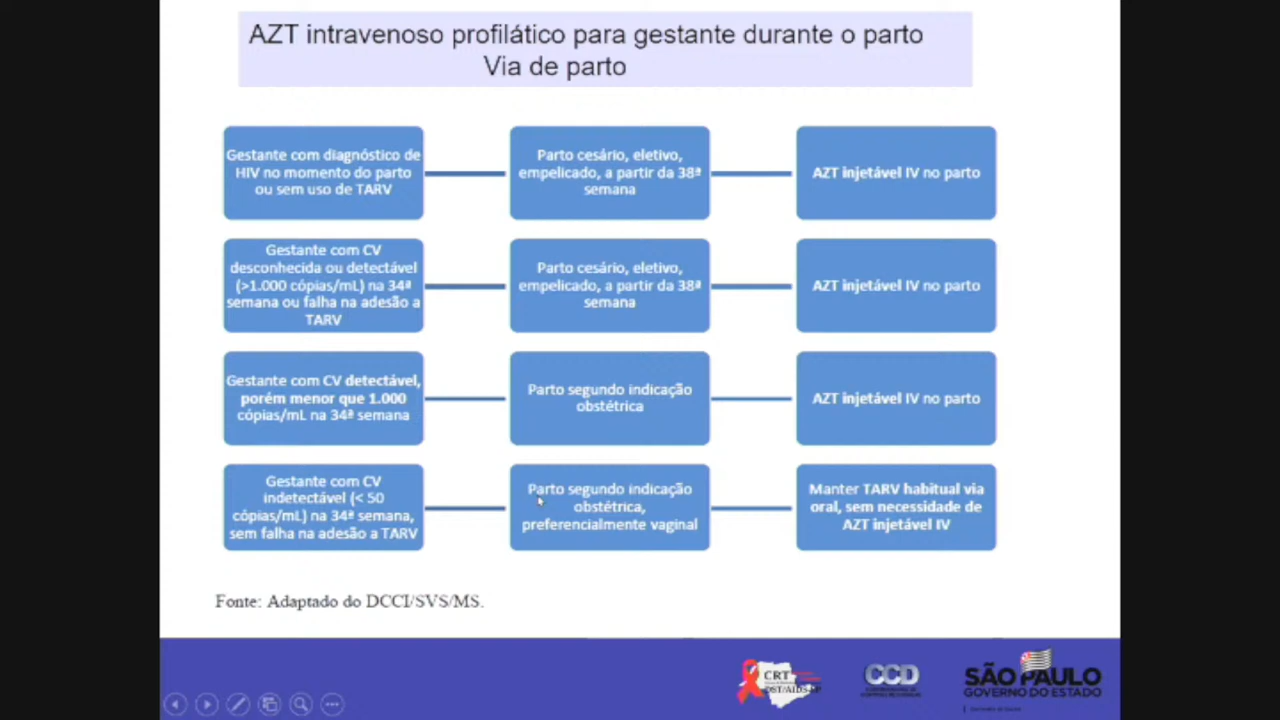 AZT intravenoso profilático para gestante durante o parto
Via de parto
Gestante com diagnóstico de
HIV no momento do parto
ou sem uso de TARV
Parto cesário, eletivo,
empelicado, a partir da 38ª
semana
AZT injetável IV no parto
Gestante com CV
desconhecida ou detectável
(>1.000 cópias/mL) na 34ª
semana ou falha na adesão a
TARV
Parto cesário, eletivo,
empelicado, a partir da 38ª
semana
AZT injetável IV no parto
Gestante com CV detectável,
porém menor que 1.000
cópias/mL na 34ª semana
Parto segundo indicação
obstétrica
AZT injetável IV no parto
Gestante com CV
indetectável (< 50
cópias/mL) na 34ª semana,
sem falha na adesão a TARV
Parto segundo indicação
obstétrica,
preferencialmente vaginal
Manter TARV habitual via
oral, sem necessidade de
AZT injetável IV
Fonte: Adaptado do DCCI/SVS/MS.
CRT
DST/AIDS-SP
CCD
SÃO PAULO
GOVERNO DO ESTADO